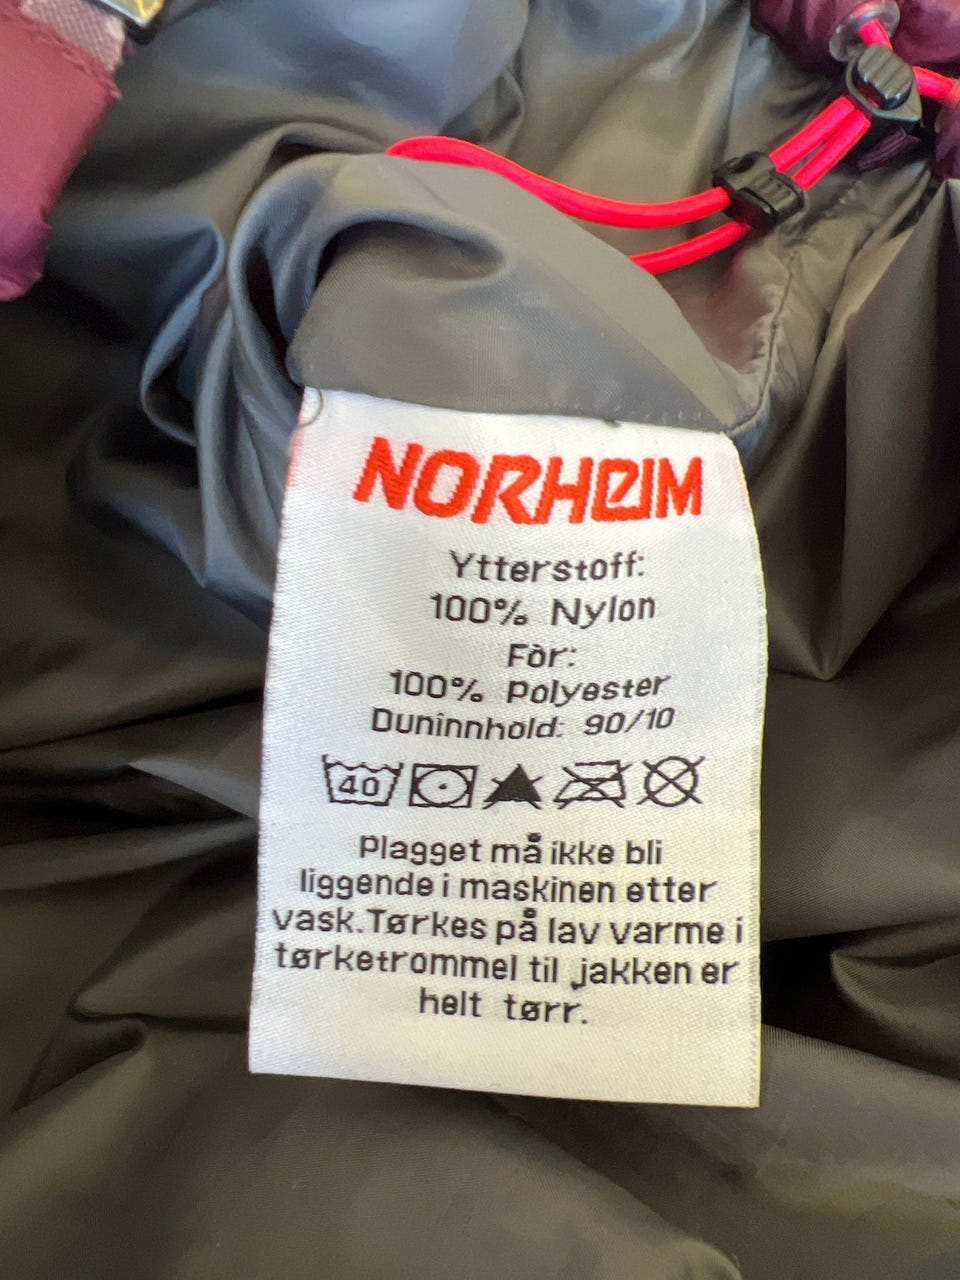 NORHEIM
Ytterstoff:
100% Nylon
Fòr:
100% Polyester
Duninnhold: 90/10
40
Plagget må ikke bli
liggende i maskinen etter
vask.Tørkes på lav varme i
tørketrommel til jakken er
helt tørr.